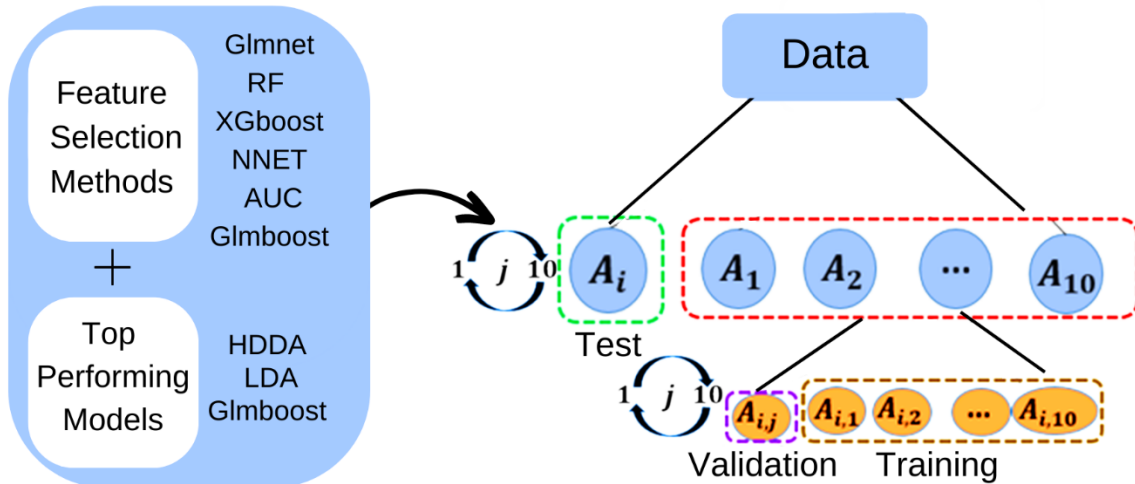 Feature
Selection
Methods
Glmnet
RF
XGboost
NNET
AUC
Glmboost
+
Top
Performing
Models
HDDA
LDA
Glmboost
Data
1 j 10
A_i
A_1
A_2
...
A_10
Test
1 j 10
A_i,j
A_i,1
A_i,2
...
A_i,10
Validation
Training